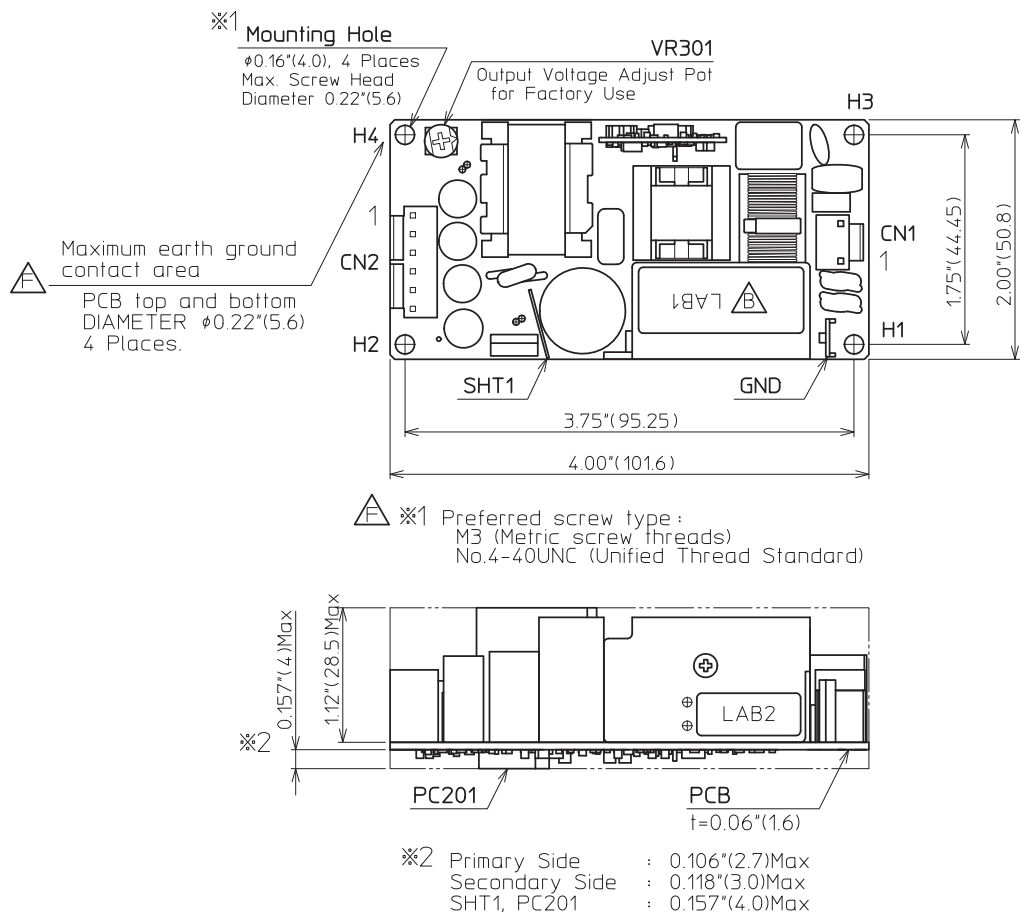 ※1 Mounting Hole
φ0.16"(4.0), 4 Places
Max. Screw Head
Diameter 0.22"(5.6)
VR301
Output Voltage Adjust Pot
for Factory Use
H3
H4
1
CN2
Maximum earth ground
contact area
F
PCB top and bottom
DIAMETER φ0.22"(5.6)
4 Places.
H2
CN1
1
1.75"(44.45)
2.00"(50.8)
LAB1
B
H1
SHT1
GND
3.75"(95.25)
4.00"(101.6)
F ※1 Preferred screw type:
M3 (Metric screw threads)
No.4-40UNC (Unified Thread Standard)
0.157"(4)Max
1.12"(28.5)Max
LAB2
※2
PC201
PCB
t=0.06"(1.6)
※2 Primary Side : 0.106"(2.7)Max
Secondary Side : 0.118"(3.0)Max
SHT1, PC201 : 0.157"(4.0)Max